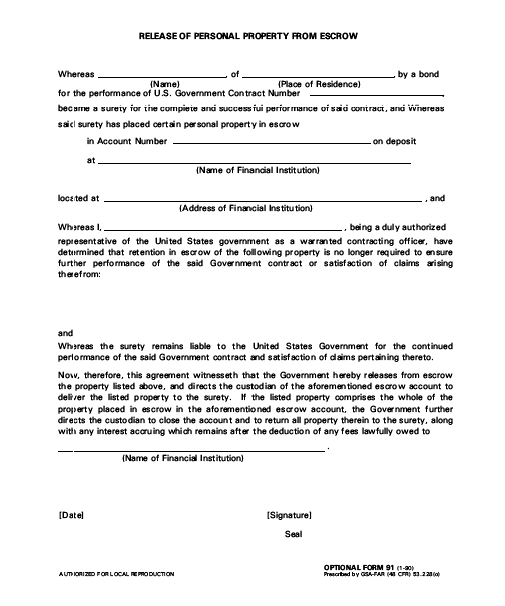 RELEASE OF PERSONAL PROPERTY FROM ESCROW
Whereas , of , by a bond
(Name) (Place of Residence)
for the performance of U.S. Government Contract Number ,
became a surety for the complete and successful performance of said contract, and Whereas
said surety has placed certain personal property in escrow
in Account Number on deposit
at
(Name of Financial Institution)
located at , and
(Address of Financial Institution)
Whereas I, , being a duly authorized
representative of the United States government as a warranted contracting officer, have
determined that retention in escrow of the following property is no longer required to ensure
further performance of the said Government contract or satisfaction of claims arising
therefrom:
and
Whereas the surety remains liable to the United States Government for the continued
performance of the said Government contract and satisfaction of claims pertaining thereto.
Now, therefore, this agreement witnesseth that the Government hereby releases from escrow
the property listed above, and directs the custodian of the aforementioned escrow account to
deliver the listed property to the surety. If the listed property comprises the whole of the
property placed in escrow in the aforementioned escrow account, the Government further
directs the custodian to close the account and to return all property therein to the surety, along
with any interest accruing which remains after the deduction of any fees lawfully owed to
.
(Name of Financial Institution)
[Date] [Signature]
Seal
AUTHORIZED FOR LOCAL REPRODUCTION
OPTIONAL FORM 91 (1-90)
Prescribed by GSA-FAR (48 CFR) 53.228(o)